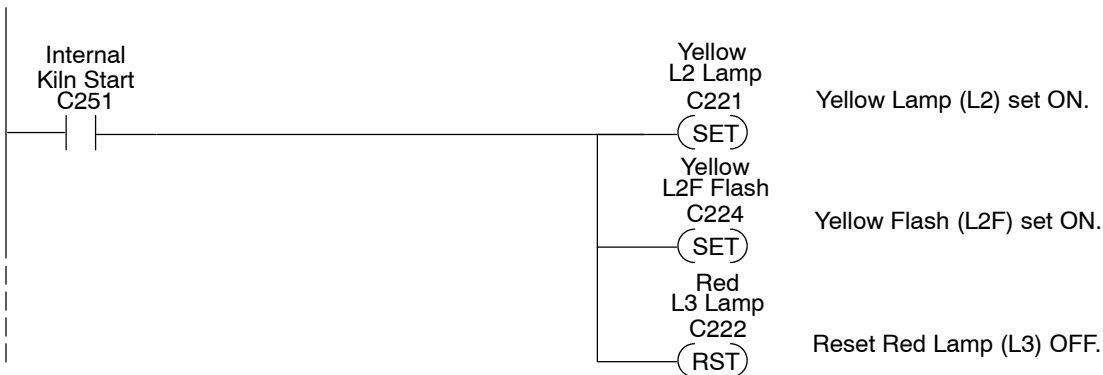 Internal
Kiln Start
C251
Yellow
L2 Lamp
C221
SET
Yellow Lamp (L2) set ON.
Yellow
L2F Flash
C224
SET
Yellow Flash (L2F) set ON.
Red
L3 Lamp
C222
RST
Reset Red Lamp (L3) OFF.